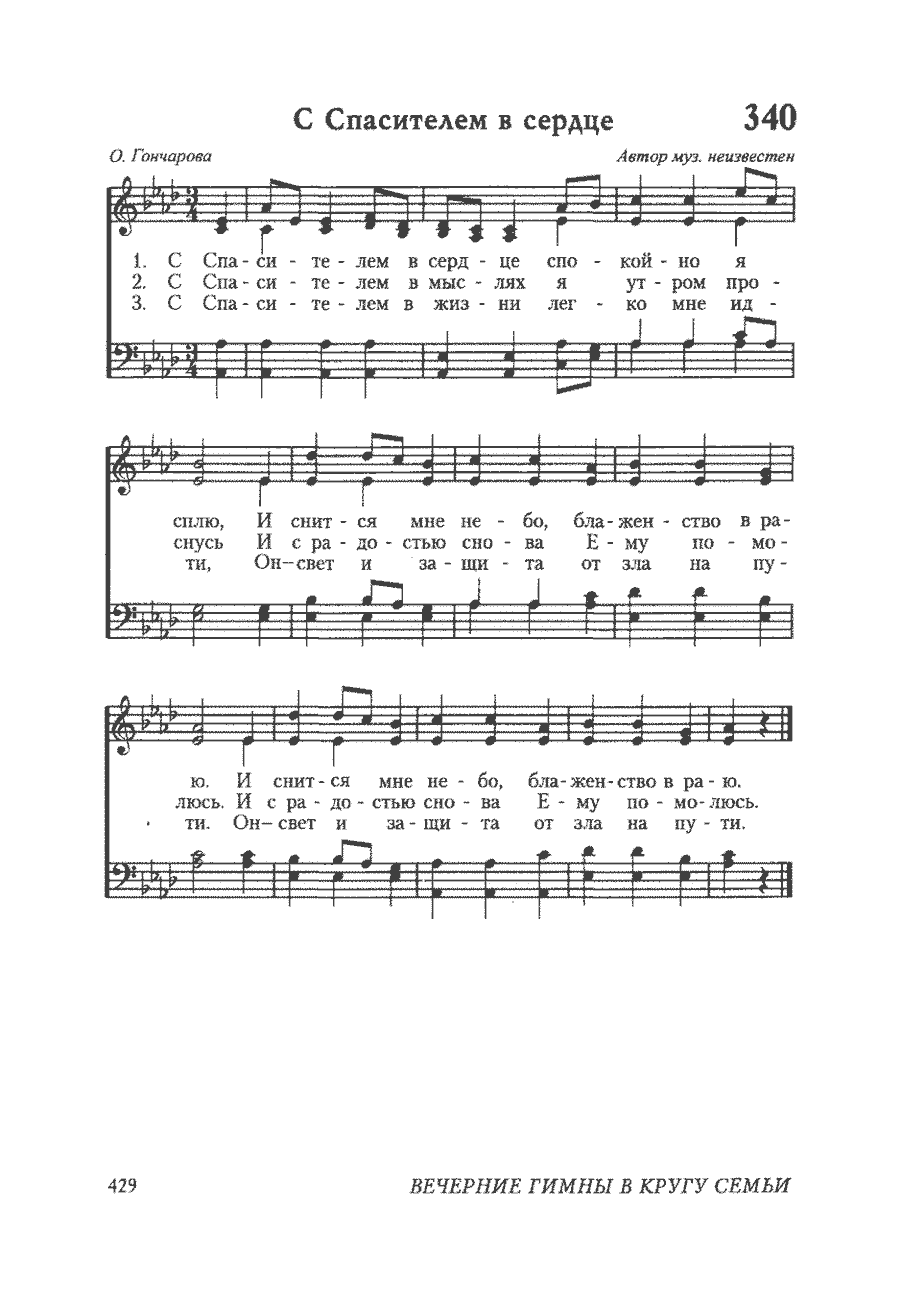 С Спасителем в сердце 340
О. Гончарова Автор муз. неизвестен
1. С Спа - си - те - лем в серд - це спо - кой - но я
2. С Спа - си - те - лем в мыс - лях я ут - ром про -
3. С Спа - си - те - лем в жиз - ни лег - ко мне ид -
сплю, И снит - ся мне не - бо, бла - жен - ство в ра -
снусь И с ра - до - стью сно - ва Е - му по - мо -
ти, Он—свет и за - щи - та от зла на пу -
ю. И снит - ся мне не - бо, бла - жен - ство в ра - ю.
люсь. И с ра - до - стью сно - ва Е - му по - мо - люсь.
ти. Он—свет и за - щи - та от зла на пу - ти.
429 ВЕЧЕРНИЕ ГИМНЫ В КРУГУ СЕМЬИ